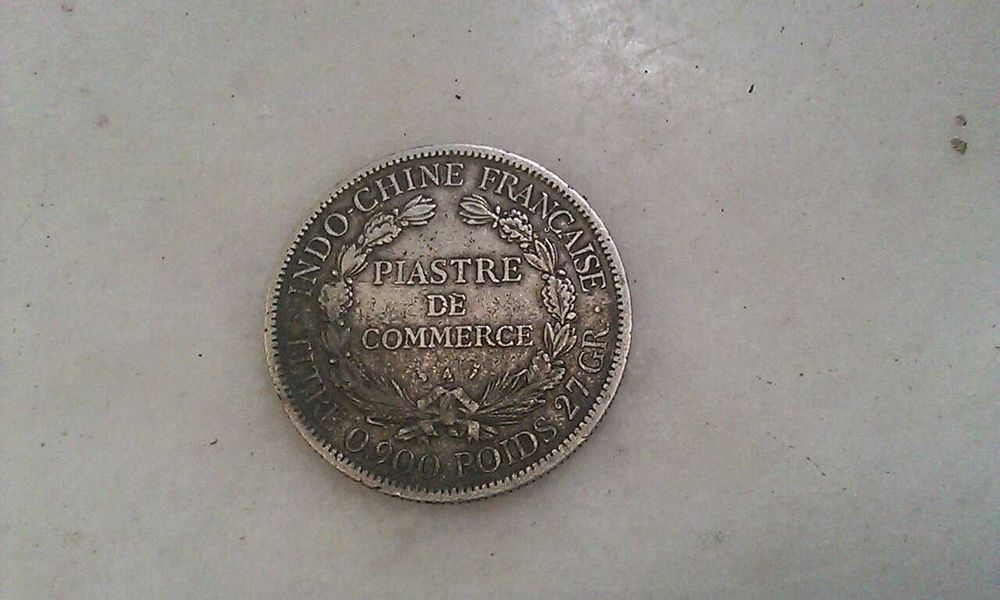 INDO-CHINE FRANÇAISE
PIASTRE
DE
COMMERCE
A
TITRE 0,900. POIDS 27 GR.